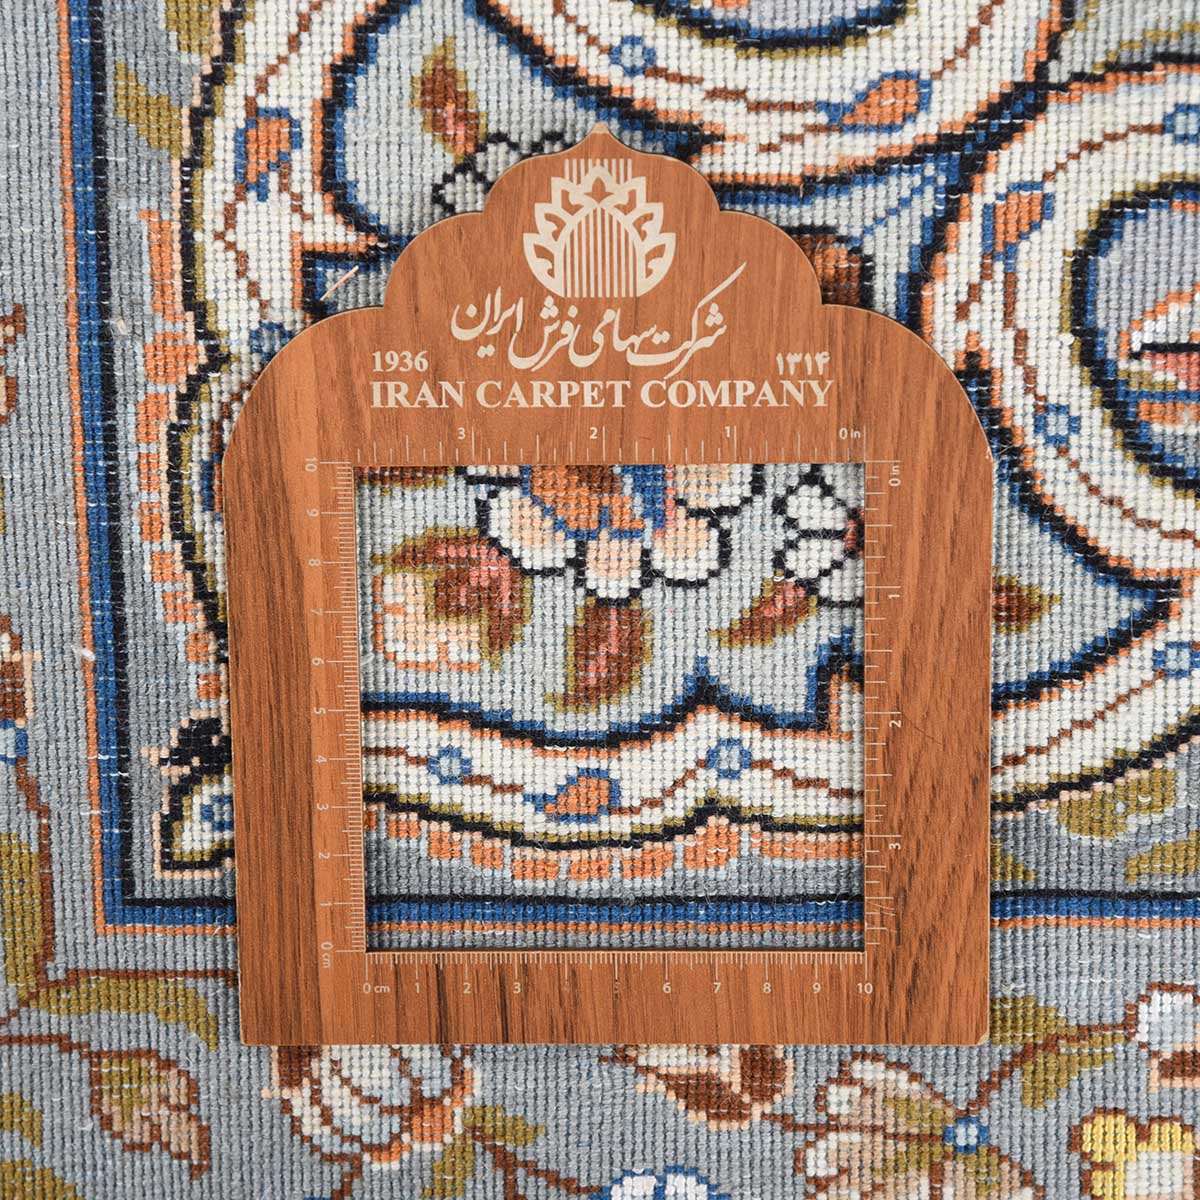 شرکت سهامی فرش ایران
1936 ۱۳۱۴
IRAN CARPET COMPANY
3 2 1 0 in
10 9 8 7 6 5 4 3 2 1 0 cm
0 in 1 2 3
0 cm 1 2 3 4 5 6 7 8 9 10